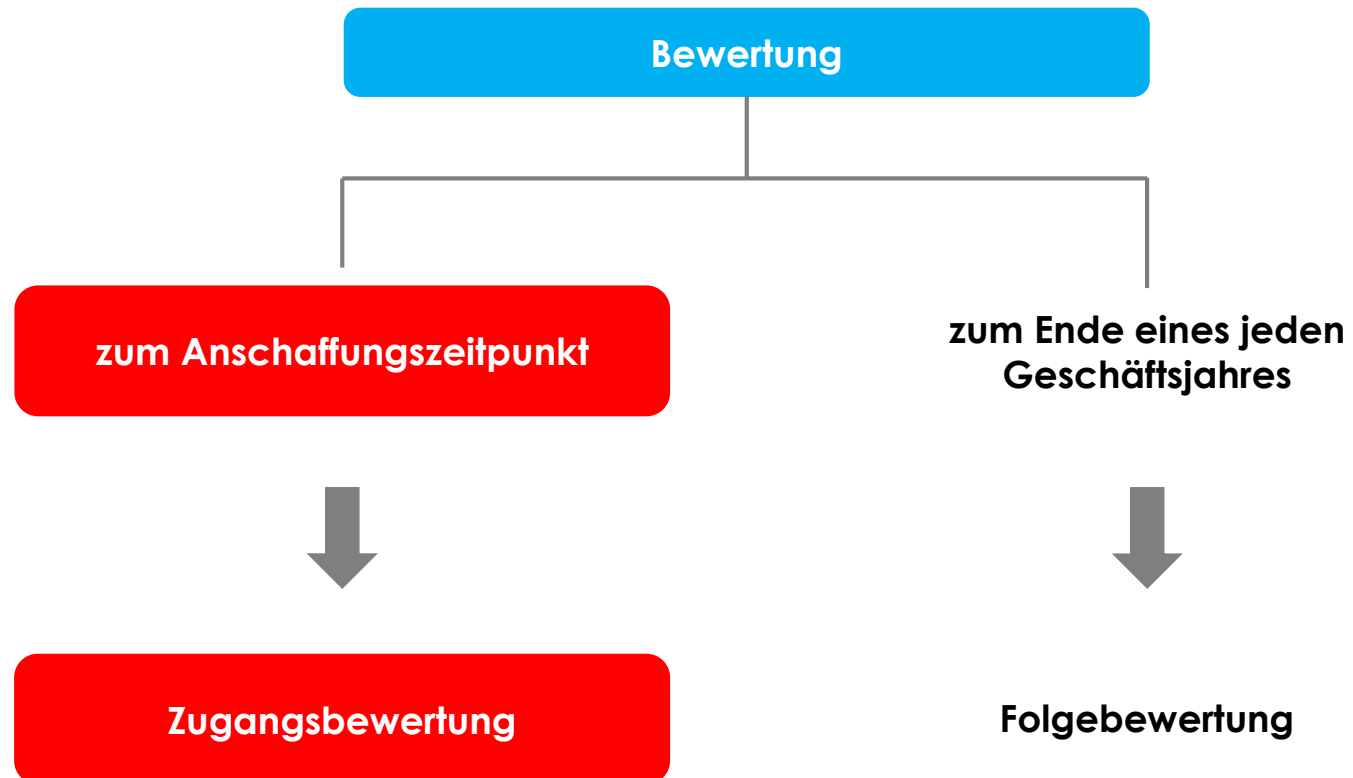 Bewertung
zum Anschaffungszeitpunkt
zum Ende eines jeden
Geschäftsjahres
Zugangsbewertung
Folgebewertung